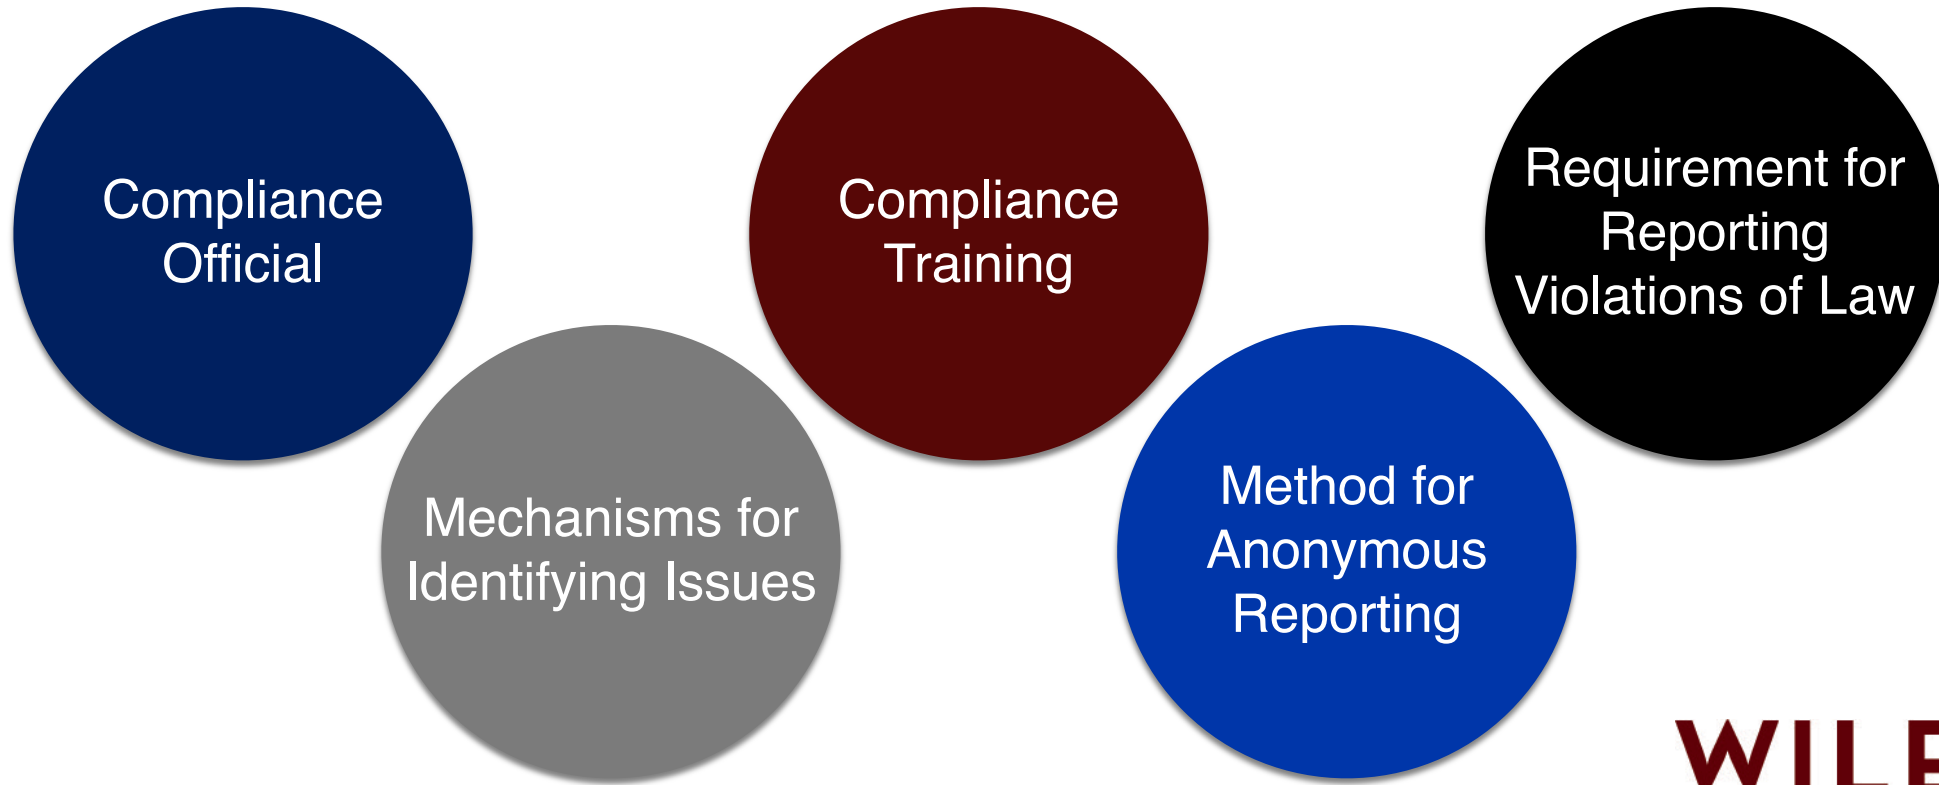 Compliance
Official
Mechanisms for
Identifying Issues
Compliance
Training
Method for
Anonymous
Reporting
Requirement for
Reporting
Violations of Law